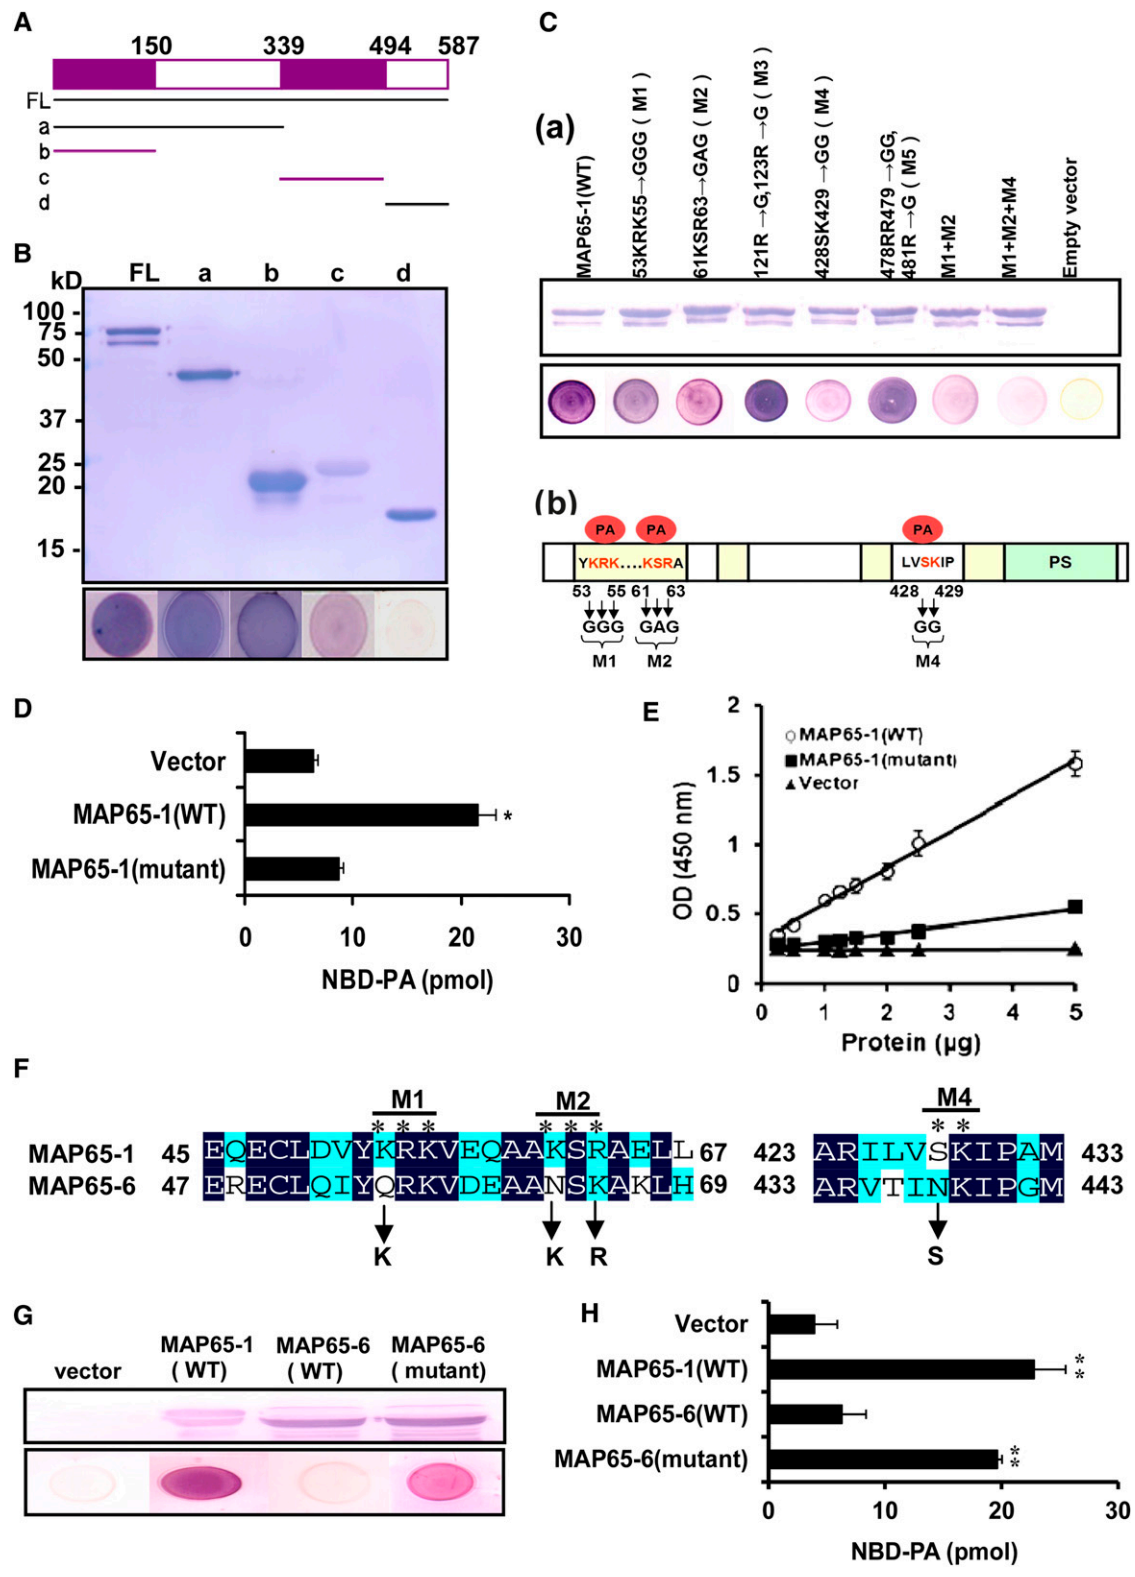 A
150 339 494 587
FL
a
b
c
d
B
kD FL a b c d
100
75
50
37
25
20
15
C
(a)
MAP65-1(WT)
53KRK55→GGG ( M1 )
61KSR63→GAG ( M2 )
121R →G,123R →G ( M3 )
428SK429 →GG ( M4 )
478RR479 →GG,
481R →G ( M5 )
M1+M2
M1+M2+M4
Empty vector
(b)
PA PA PA
YKRK....KSRA LVSKIP PS
53 55 61 63 428 429
GGG GAG GG
M1 M2 M4
D
Vector
MAP65-1(WT) *
MAP65-1(mutant)
0 10 20 30
NBD-PA (pmol)
E
OD (450 nm)
2
1.5
1
0.5
0
MAP65-1(WT)
MAP65-1(mutant)
Vector
0 1 2 3 4 5
Protein (µg)
F
M1 M2 M4
* * * * * * * *
MAP65-1 45 EQECLDVYKRKVEQAAKSRAELL 67 423 ARILVSKIPAM 433
MAP65-6 47 ERECLQIYQRKVDEAANSKAKLH 69 433 ARVTINKIPGM 443
K K R S
G
vector MAP65-1 ( WT) MAP65-6 ( WT) MAP65-6 ( mutant)
H
Vector
MAP65-1(WT) * *
MAP65-6(WT)
MAP65-6(mutant) * *
0 10 20 30
NBD-PA (pmol)